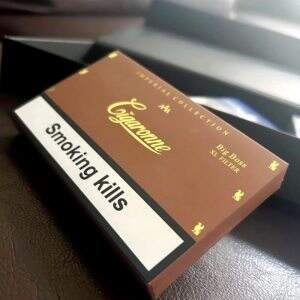 IMPERIAL COLLECTION
Cigaronne
Big Boss
SL FILTER
Smoking kills